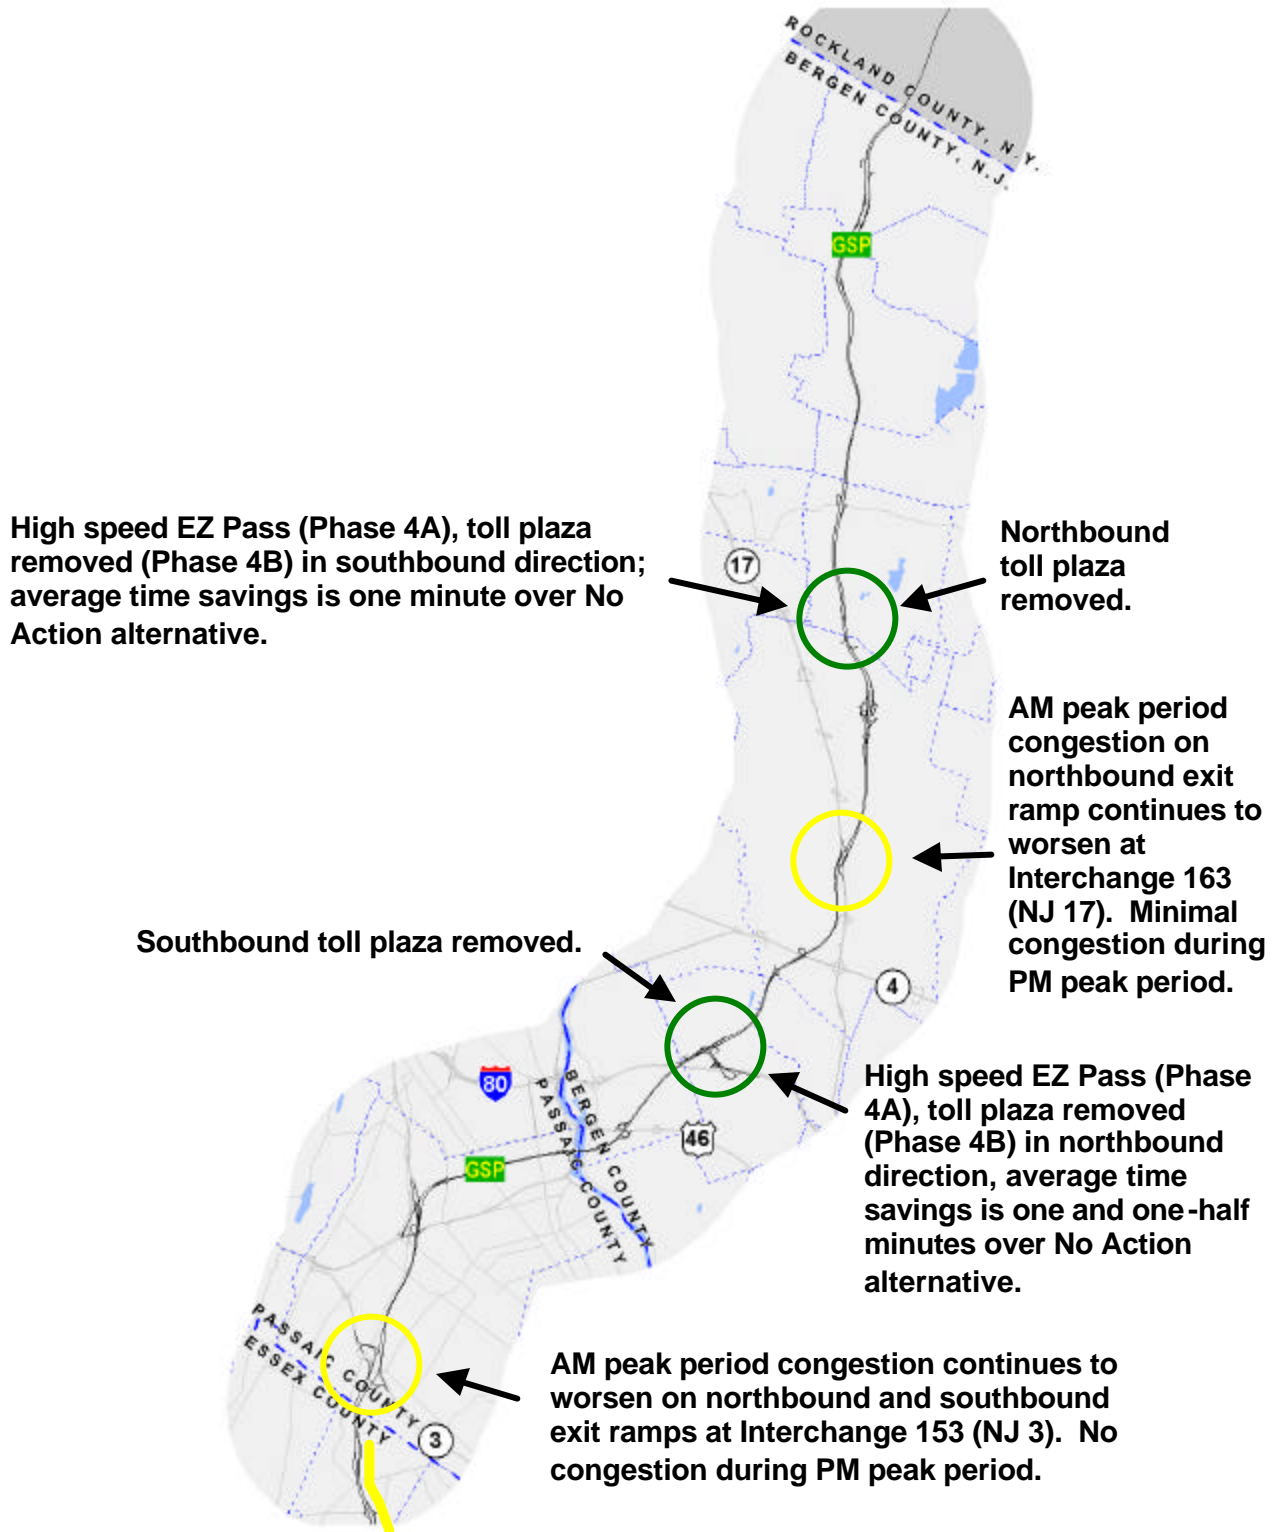 ROCKLAND COUNTY, N.Y.
BERGEN COUNTY, N.J.
GSP
High speed EZ Pass (Phase 4A), toll plaza
removed (Phase 4B) in southbound direction;
average time savings is one minute over No
Action alternative.
17
Northbound
toll plaza
removed.
AM peak period
congestion on
northbound exit
ramp continues to
worsen at
Interchange 163
(NJ 17).  Minimal
congestion during
PM peak period.
Southbound toll plaza removed.
4
80
BERGEN COUNTY
PASSAIC COUNTY
46
GSP
High speed EZ Pass (Phase
4A), toll plaza removed
(Phase 4B) in northbound
direction, average time
savings is one and one-half
minutes over No Action
alternative.
PASSAIC COUNTY
ESSEX COUNTY
3
AM peak period congestion continues to
worsen on northbound and southbound
exit ramps at Interchange 153 (NJ 3).  No
congestion during PM peak period.